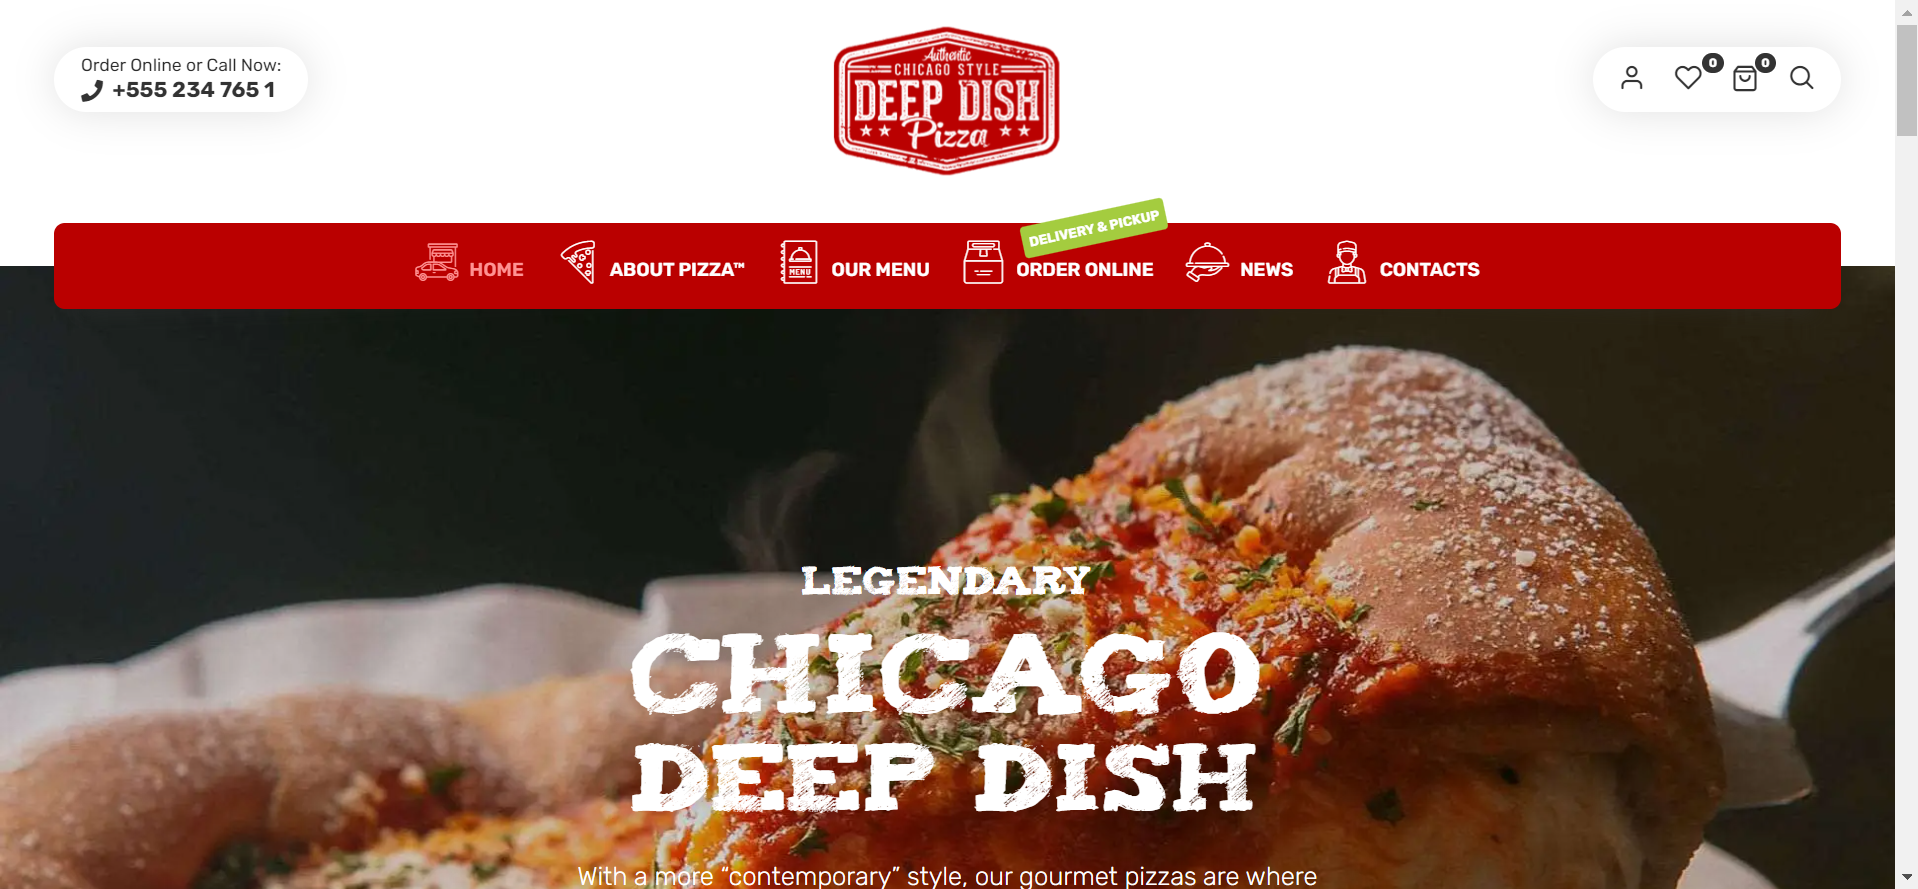 Order Online or Call Now:
+555 234 765 1
Authentic
CHICAGO STYLE
DEEP DISH
Pizza
0
0
DELIVERY & PICKUP
HOME
ABOUT PIZZA™
MENU
OUR MENU
ORDER ONLINE
NEWS
CONTACTS
LEGENDARY
CHICAGO
DEEP DISH
With a more “contemporary” style, our gourmet pizzas are where